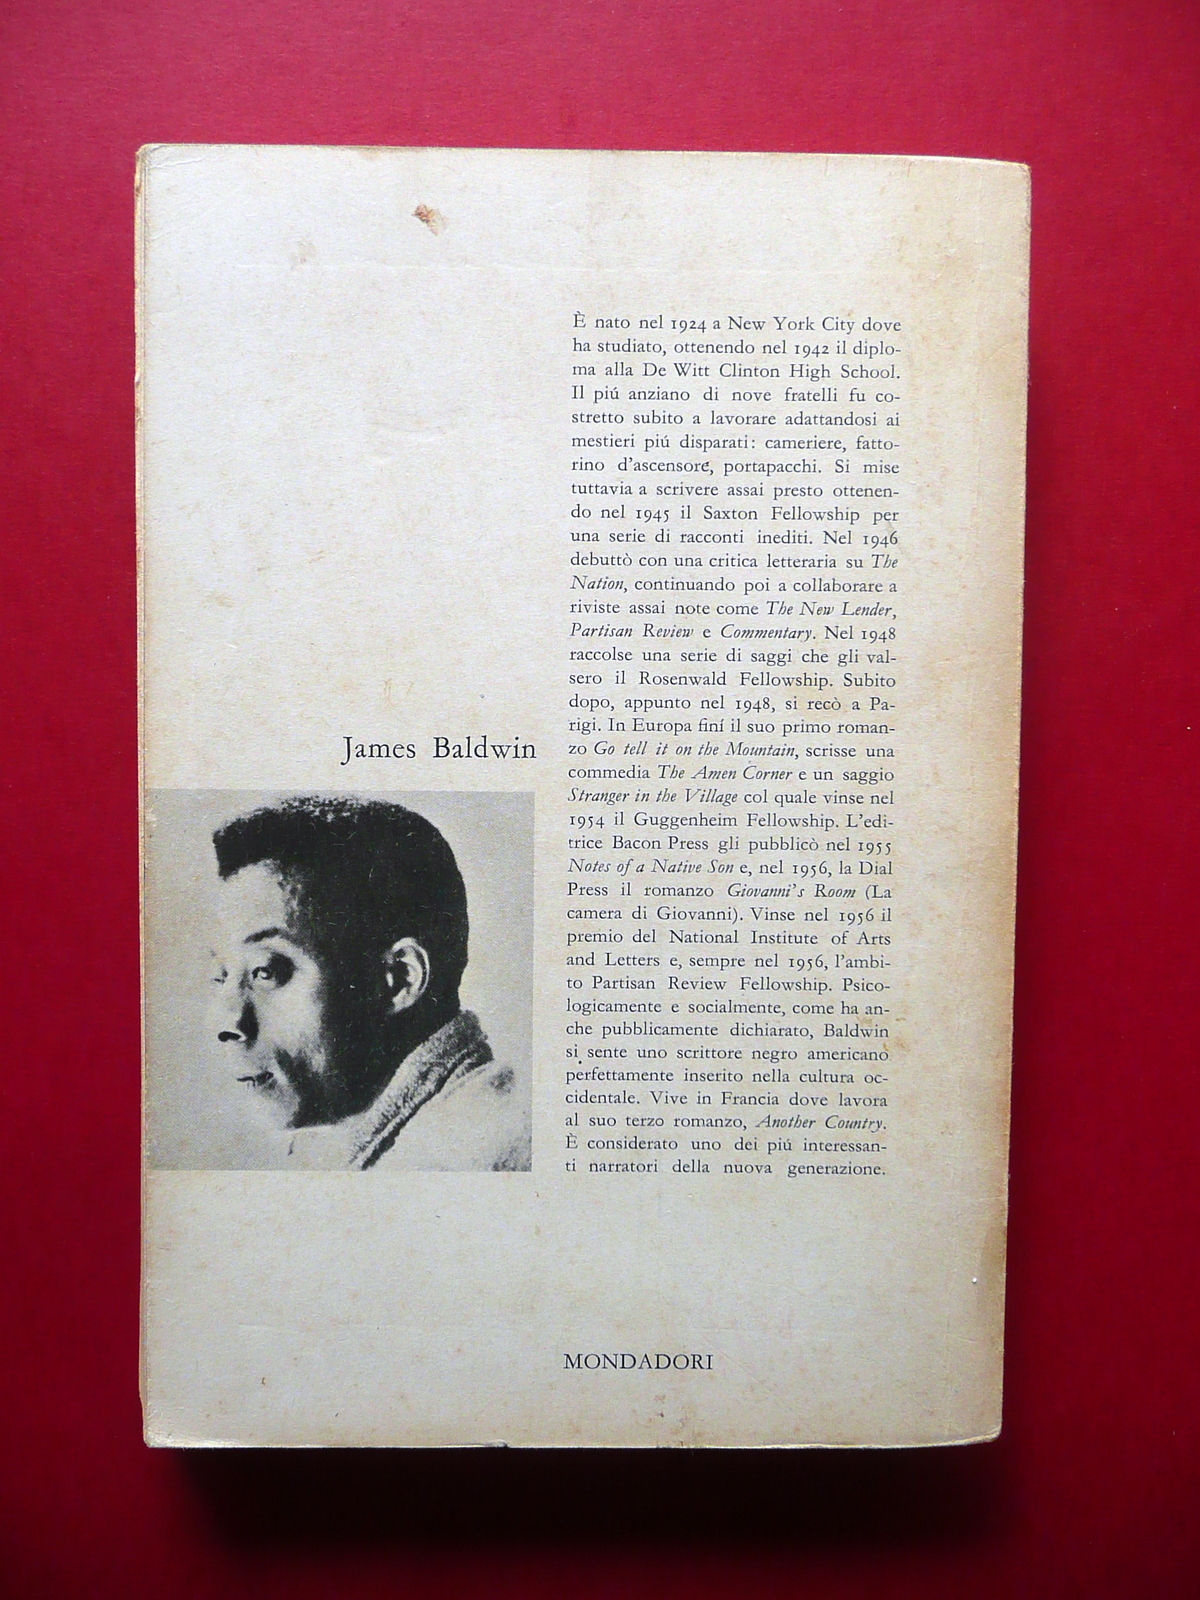 È nato nel 1924 a New York City dove
ha studiato, ottenendo nel 1942 il diplo-
ma alla De Witt Clinton High School.
Il piú anziano di nove fratelli fu co-
stretto subito a lavorare adattandosi ai
mestieri piú disparati: cameriere, fatto-
rino d'ascensore, portapacchi. Si mise
tuttavia a scrivere assai presto ottenen-
do nel 1945 il Saxton Fellowship per
una serie di racconti inediti. Nel 1946
debuttò con una critica letteraria su The
Nation, continuando poi a collaborare a
riviste assai note come The New Lender,
Partisan Review e Commentary. Nel 1948
raccolse una serie di saggi che gli val-
sero il Rosenwald Fellowship. Subito
dopo, appunto nel 1948, si recò a Pa-
rigi. In Europa finí il suo primo roman-
zo Go tell it on the Mountain, scrisse una
commedia The Amen Corner e un saggio
Stranger in the Village col quale vinse nel
1954 il Guggenheim Fellowship. L'edi-
trice Bacon Press gli pubblicò nel 1955
Notes of a Native Son e, nel 1956, la Dial
Press il romanzo Giovanni's Room (La
camera di Giovanni). Vinse nel 1956 il
premio del National Institute of Arts
and Letters e, sempre nel 1956, l'ambi-
to Partisan Review Fellowship. Psico-
logicamente e socialmente, come ha an-
che pubblicamente dichiarato, Baldwin
si sente uno scrittore negro americano
perfettamente inserito nella cultura oc-
cidentale. Vive in Francia dove lavora
al suo terzo romanzo, Another Country.
È considerato uno dei piú interessan-
ti narratori della nuova generazione.
James Baldwin
MONDADORI